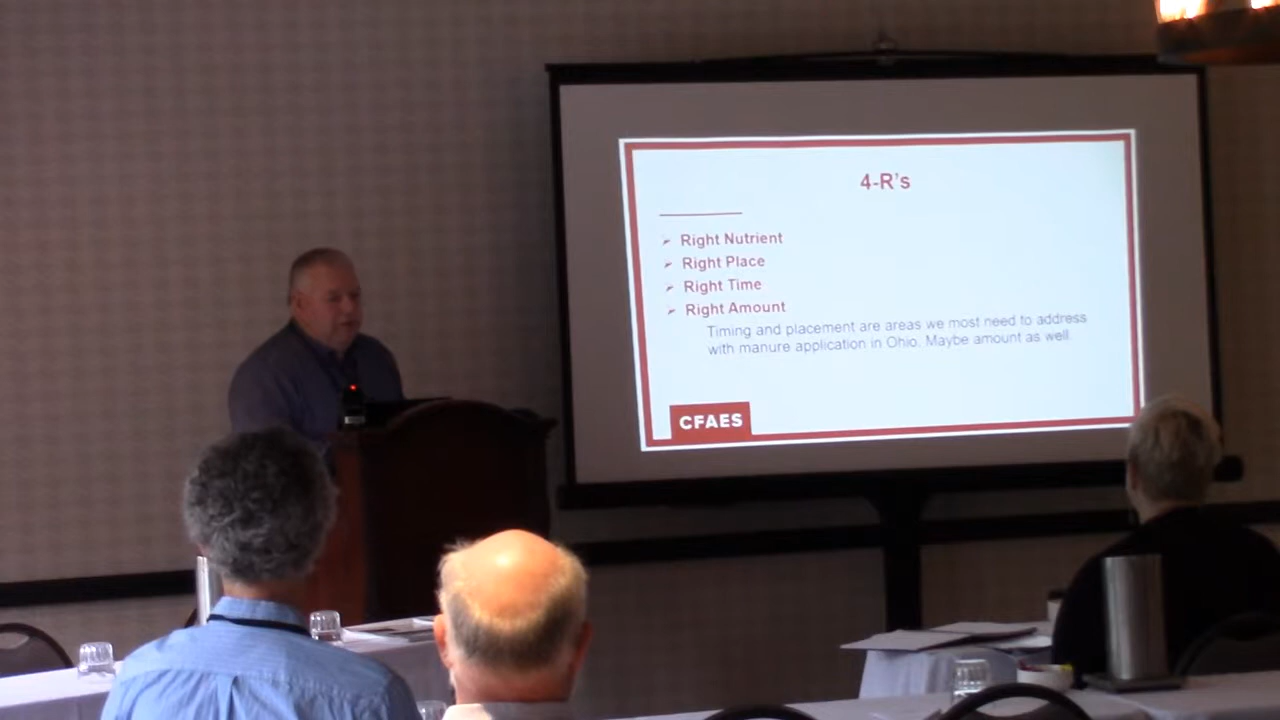 4-R's
Right Nutrient
Right Place
Right Time
Right Amount
Timing and placement are areas we most need to address
with manure application in Ohio. Maybe amount as well
CFAES